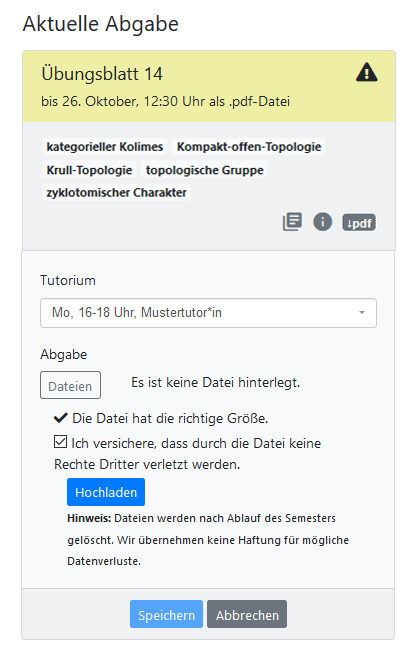 Aktuelle Abgabe
Übungsblatt 14
bis 26. Oktober, 12:30 Uhr als .pdf-Datei
kategorieller Kolimes Kompakt-offen-Topologie
Krull-Topologie topologische Gruppe
zyklotomischer Charakter
↓pdf
Tutorium
Mo, 16-18 Uhr, Mustertutor*in
Abgabe
Dateien Es ist keine Datei hinterlegt.
Die Datei hat die richtige Größe.
Ich versichere, dass durch die Datei keine
Rechte Dritter verletzt werden.
Hochladen
Hinweis: Dateien werden nach Ablauf des Semesters
gelöscht. Wir übernehmen keine Haftung für mögliche
Datenverluste.
Speichern Abbrechen